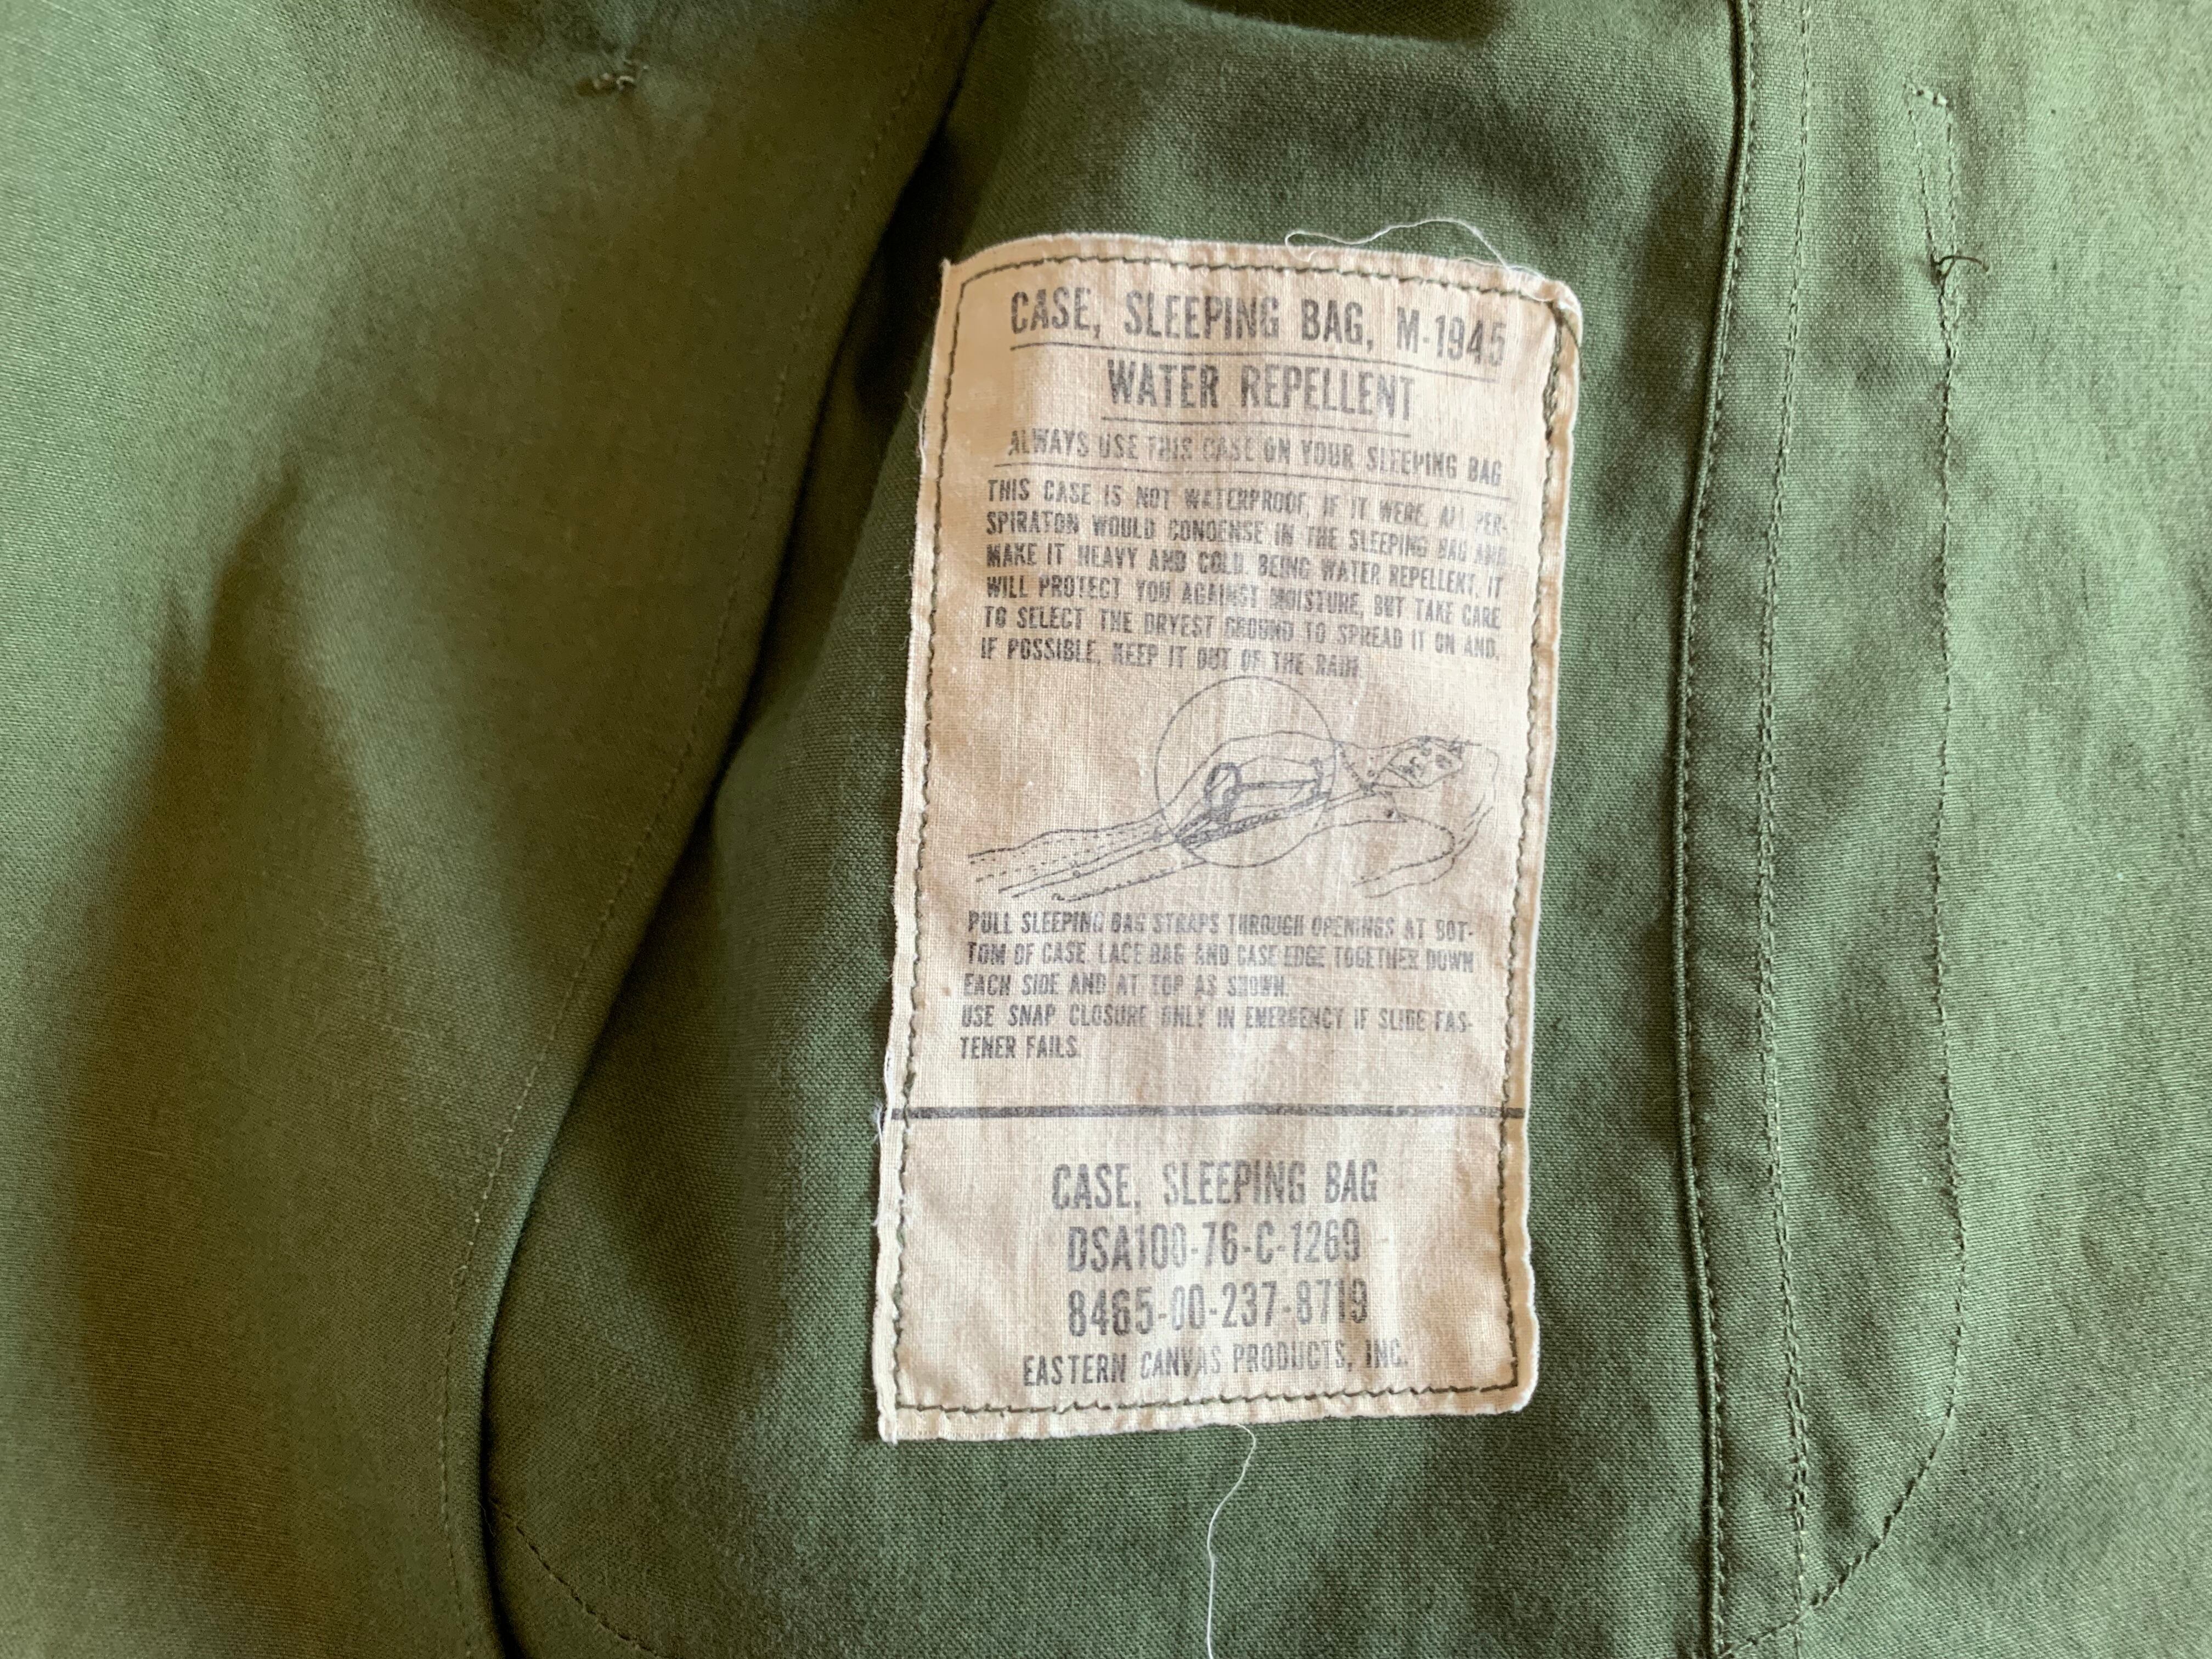 CASE, SLEEPING BAG, M-1945
WATER REPELLENT
ALWAYS USE THIS CASE ON YOUR SLEEPING BAG
THIS CASE IS NOT WATERPROOF, IF IT WERE, ALL PER-
SPIRATON WOULD CONDENSE IN THE SLEEPING BAG AND
MAKE IT HEAVY AND COLD. BEING WATER REPELLENT, IT
WILL PROTECT YOU AGAINST MOISTURE, BUT TAKE CARE
TO SELECT THE DRYEST GROUND TO SPREAD IT ON AND,
IF POSSIBLE, KEEP IT OUT OF THE RAIN.
PULL SLEEPING BAG STRAPS THROUGH OPENINGS AT BOT-
TOM OF CASE. LACE BAG AND CASE EDGE TOGETHER DOWN
EACH SIDE AND AT TOP AS SHOWN.
USE SNAP CLOSURE ONLY IN EMERGENCY IF SLIDE FAS-
TENER FAILS.
CASE, SLEEPING BAG
DSA100-76-C-1269
8465-00-237-8719
EASTERN CANVAS PRODUCTS, INC.